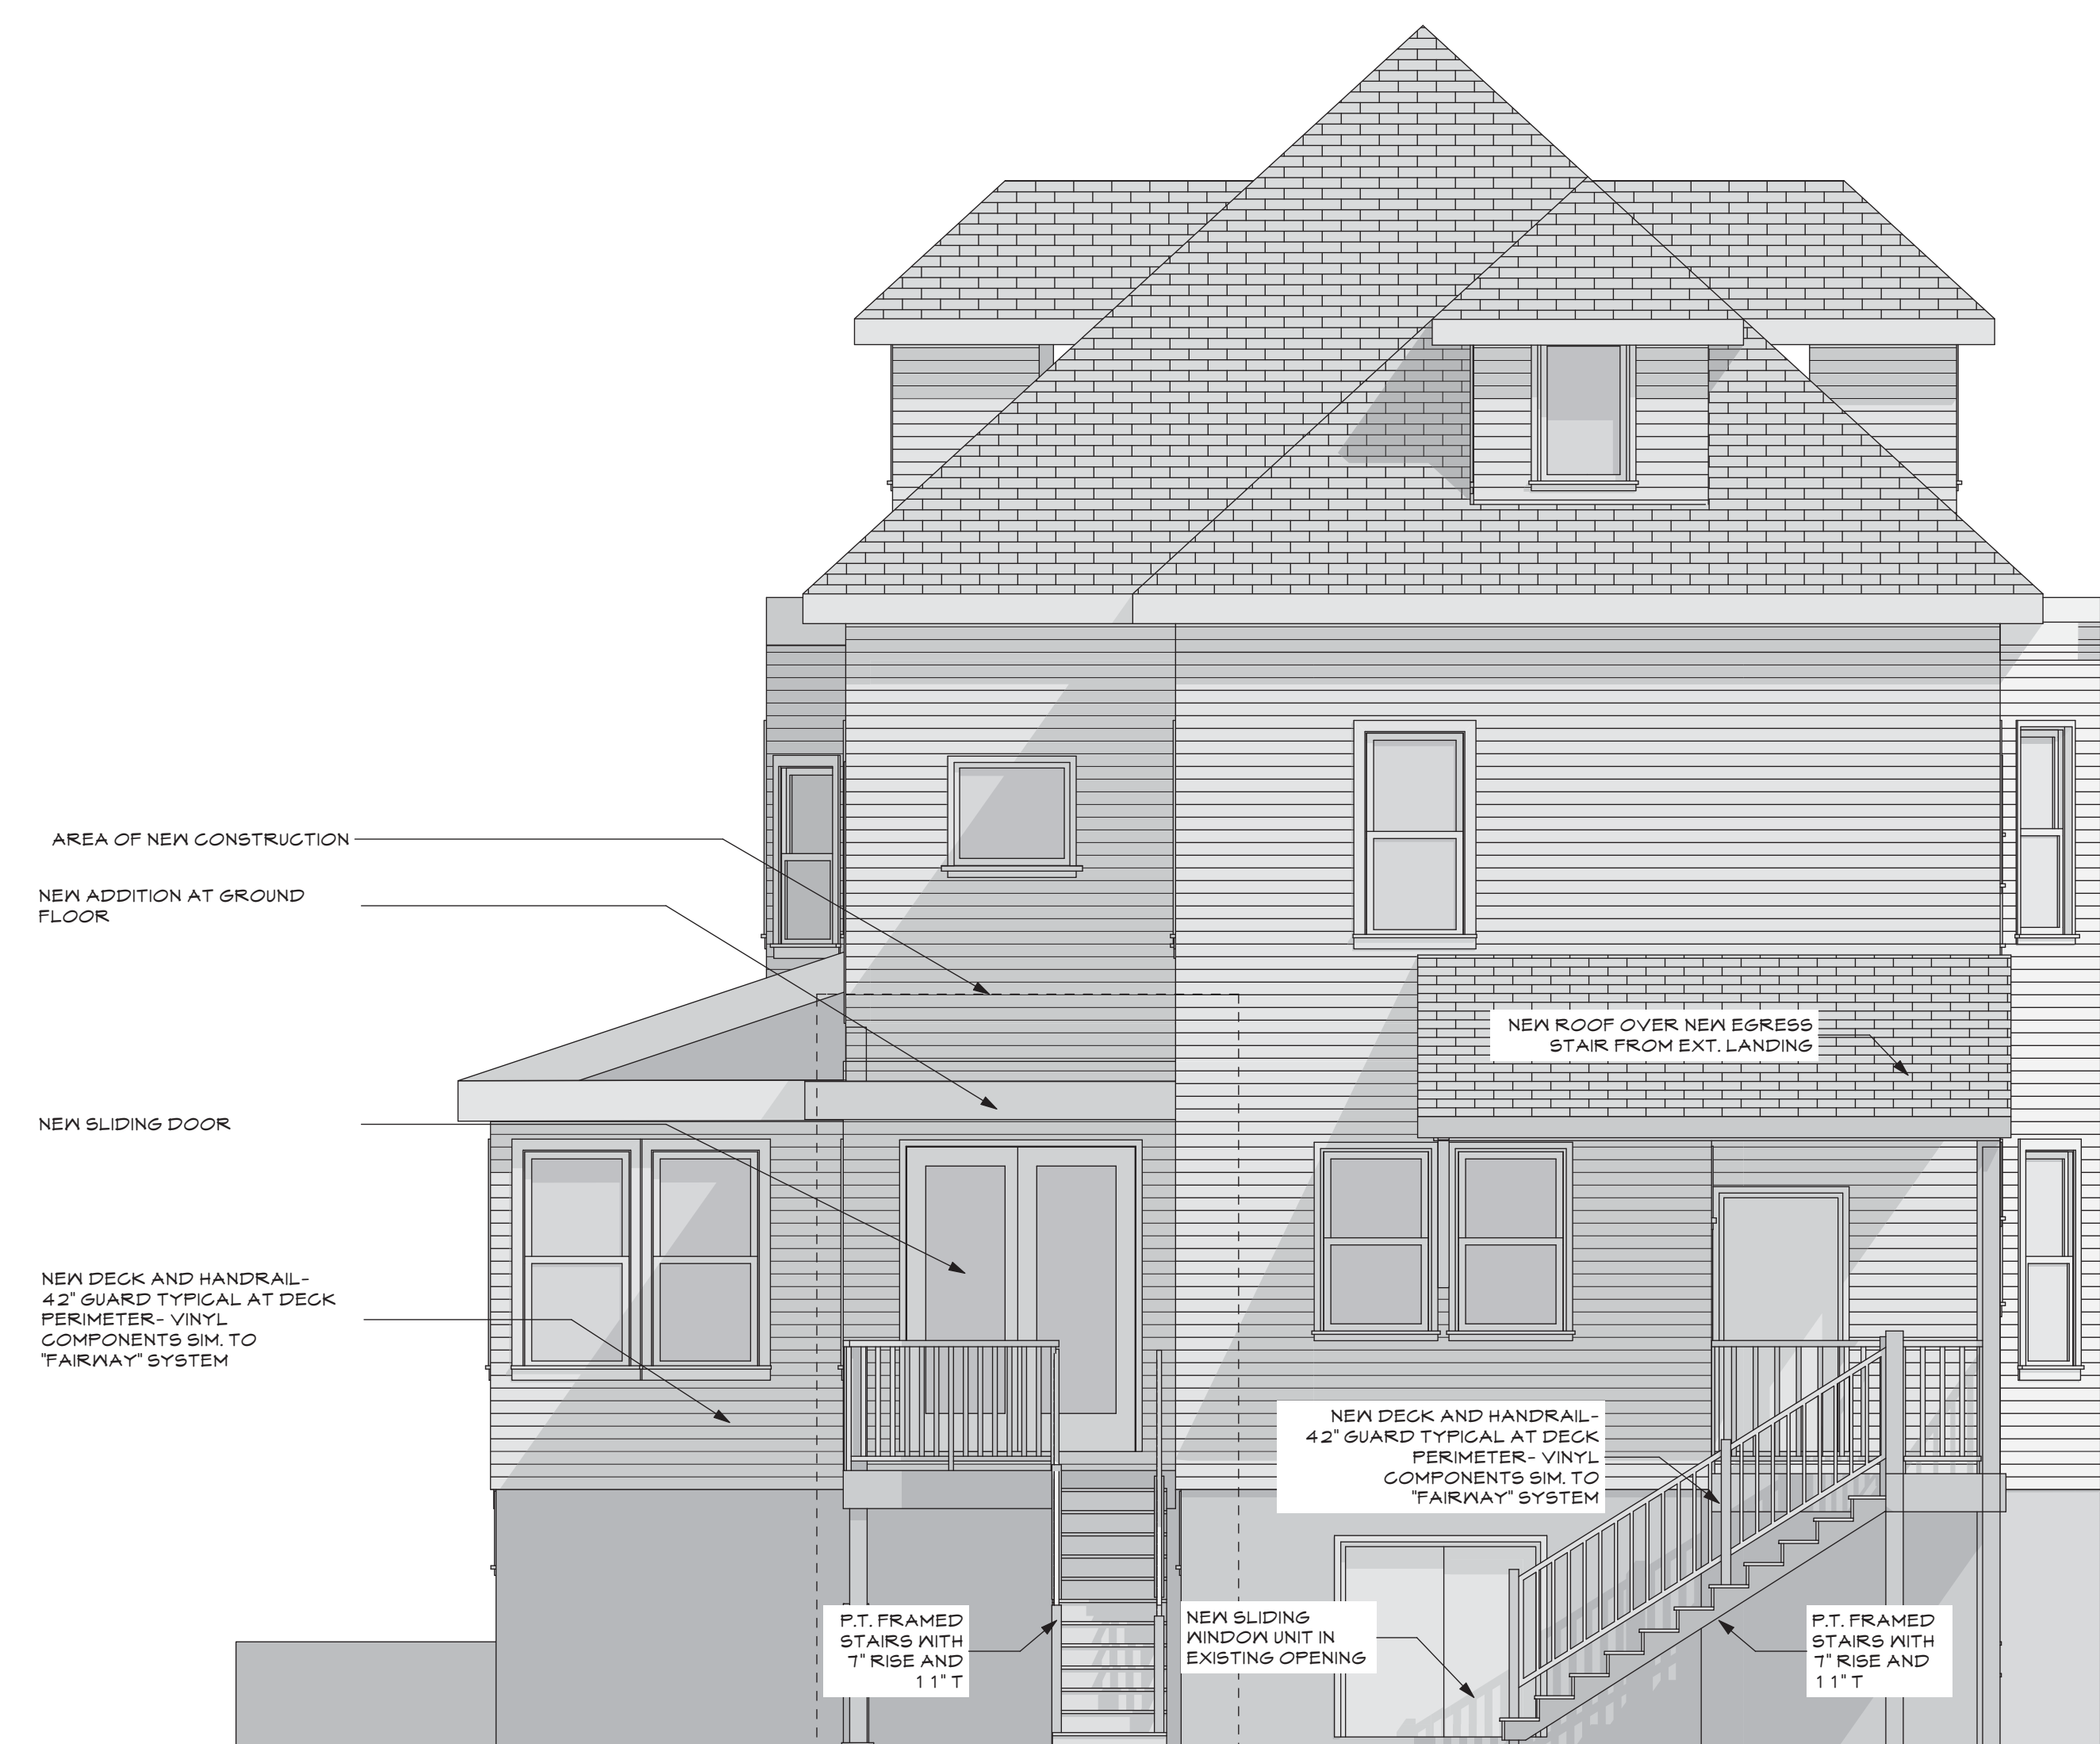 AREA OF NEW CONSTRUCTION
NEW ADDITION AT GROUND
FLOOR
NEW ROOF OVER NEW EGRESS
STAIR FROM EXT. LANDING
NEW SLIDING DOOR
NEW DECK AND HANDRAIL-
42" GUARD TYPICAL AT DECK
PERIMETER- VINYL
COMPONENTS SIM. TO
"FAIRWAY" SYSTEM
NEW DECK AND HANDRAIL-
42" GUARD TYPICAL AT DECK
PERIMETER- VINYL
COMPONENTS SIM. TO
"FAIRWAY" SYSTEM
P.T. FRAMED
STAIRS WITH
7" RISE AND
11" T
NEW SLIDING
WINDOW UNIT IN
EXISTING OPENING
P.T. FRAMED
STAIRS WITH
7" RISE AND
11" T